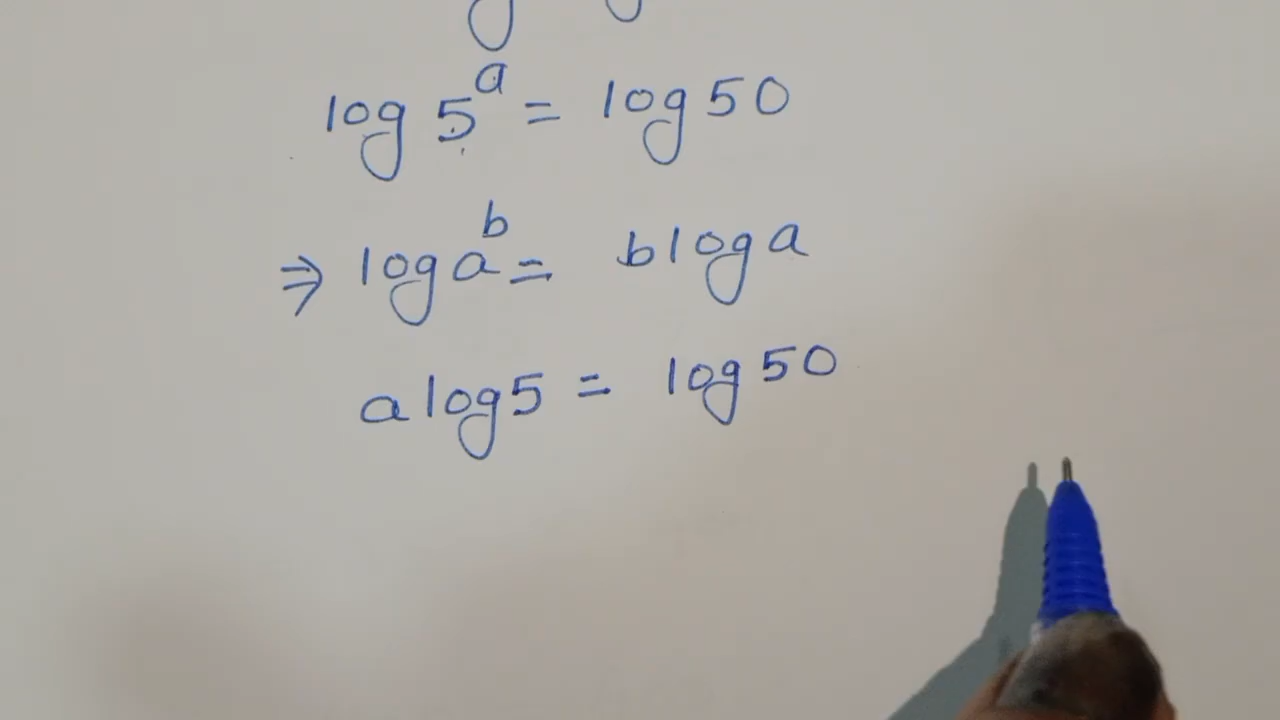 log 5^a = log 50
⇒ log a^b = b log a
a log 5 = log 50